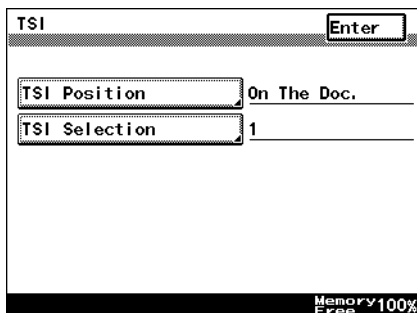 TSI
Enter
TSI Position On The Doc.
TSI Selection 1
Memory
Free 100%